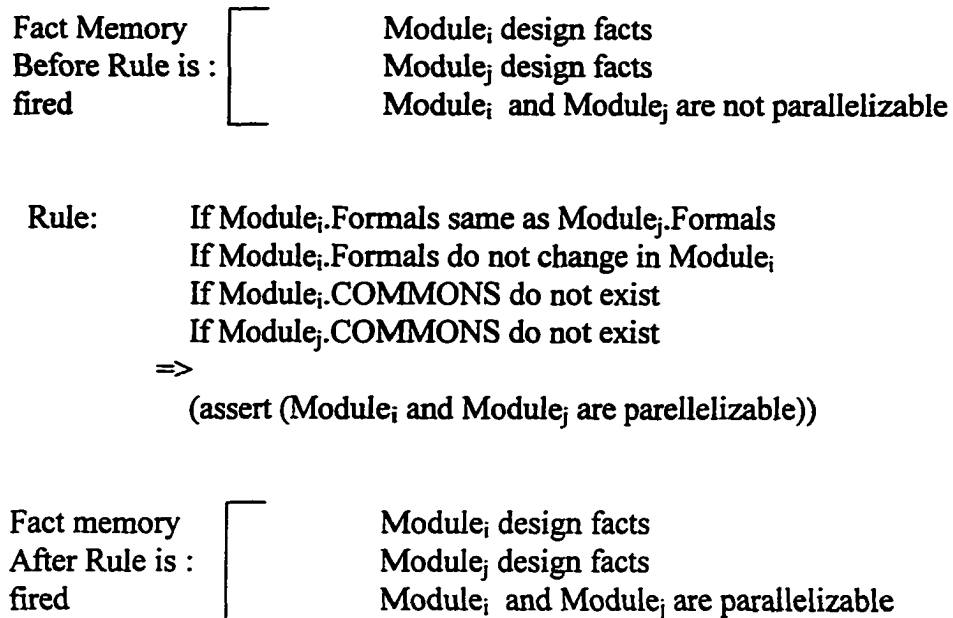 Fact Memory Moduleᵢ design facts
Before Rule is : Moduleⱼ design facts
fired Moduleᵢ and Moduleⱼ are not parallelizable
Rule: If Moduleᵢ.Formals same as Moduleⱼ.Formals
If Moduleᵢ.Formals do not change in Moduleᵢ
If Moduleᵢ.COMMONS do not exist
If Moduleⱼ.COMMONS do not exist
=>
(assert (Moduleᵢ and Moduleⱼ are parellelizable))
Fact memory Moduleᵢ design facts
After Rule is : Moduleⱼ design facts
fired Moduleᵢ and Moduleⱼ are parallelizable